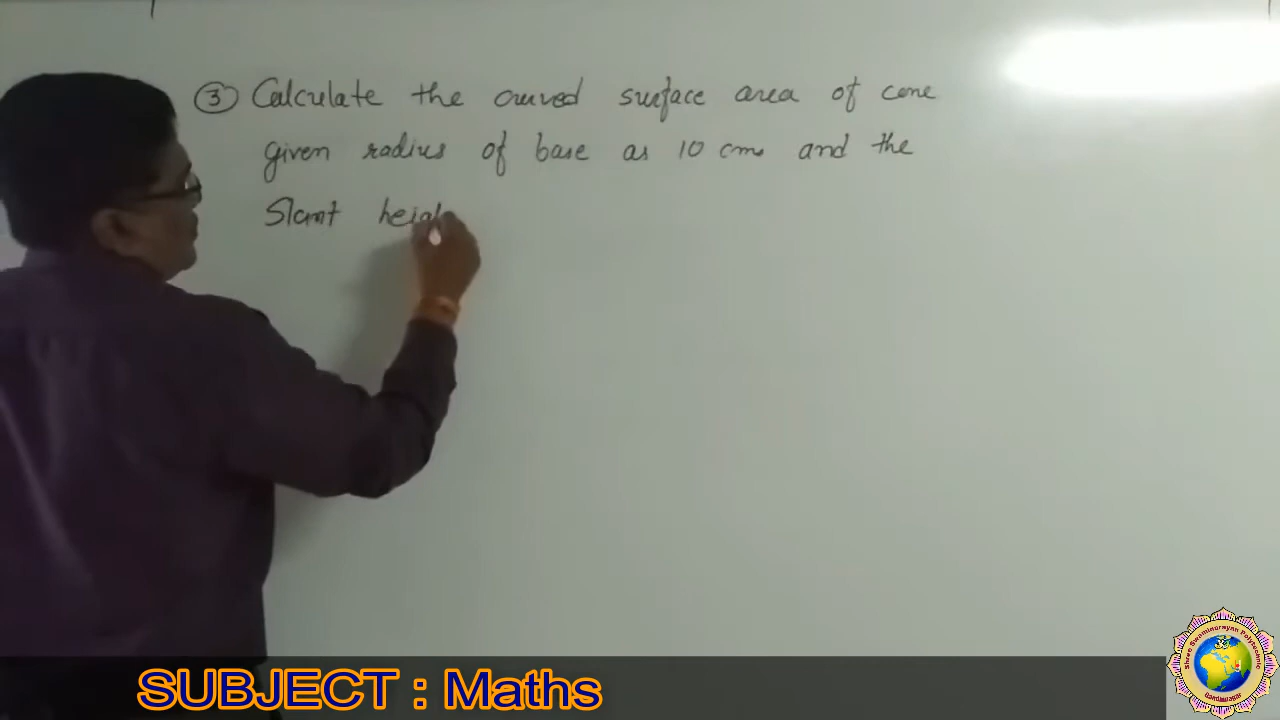 ③ Calculate the curved surface area of cone
given radius of base as 10 cms and the
Slant heigh
SUBJECT : Maths